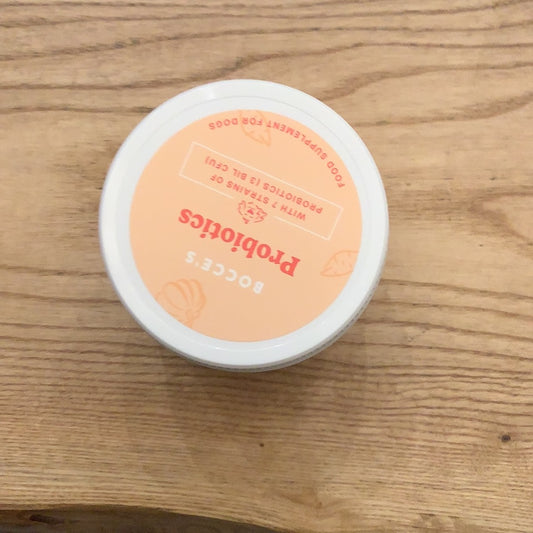 BOCCE'S
Probiotics
WITH 7 STRAINS OF
PROBIOTICS (3 BIL CFU)
FOOD SUPPLEMENT FOR DOGS